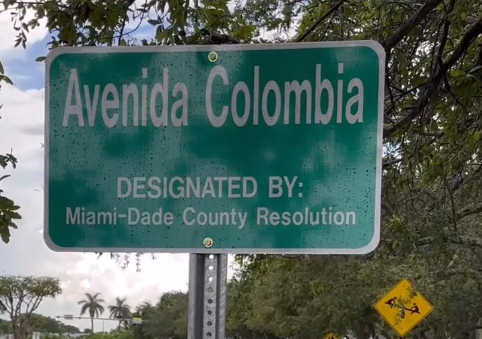 Avenida Colombia
DESIGNATED BY:
Miami-Dade County Resolution